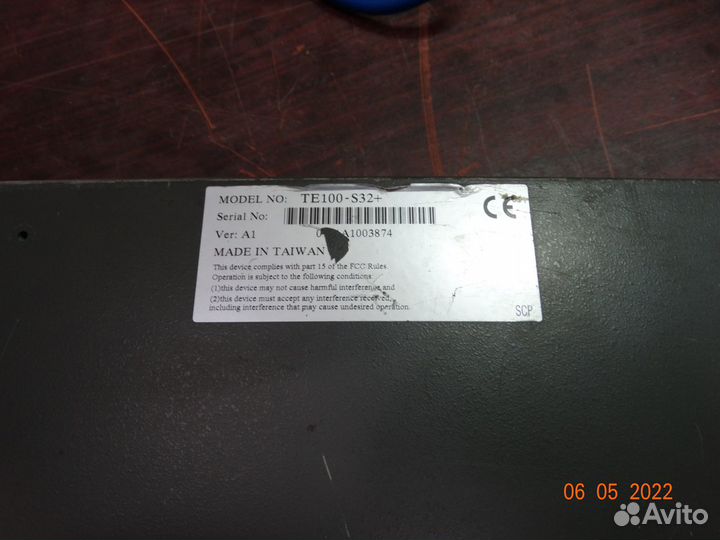 MODEL NO: TE100-S32+
CE
Serial No:
Ver: A1 A1003874
MADE IN TAIWAN
This device complies with part 15 of the FCC Rules.
Operation is subject to the following conditions:
(1)this device may not cause harmful interference and
(2)this device must accept any interference received,
including interference that may cause undesired operation.
SCP
06 05 2022
Avito